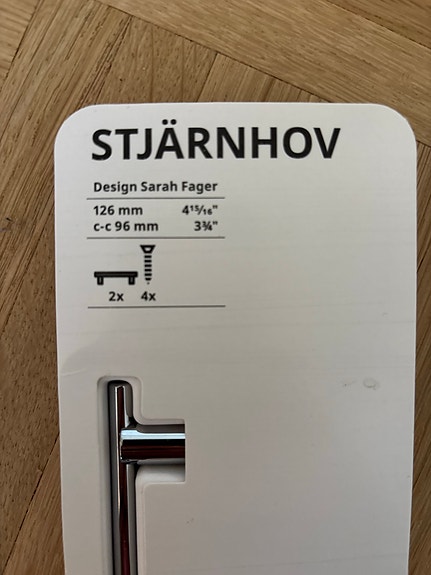 STJÄRNHOV
Design Sarah Fager
126 mm 4¹⁵⁄₁₆"
c-c 96 mm 3¾"
2x 4x